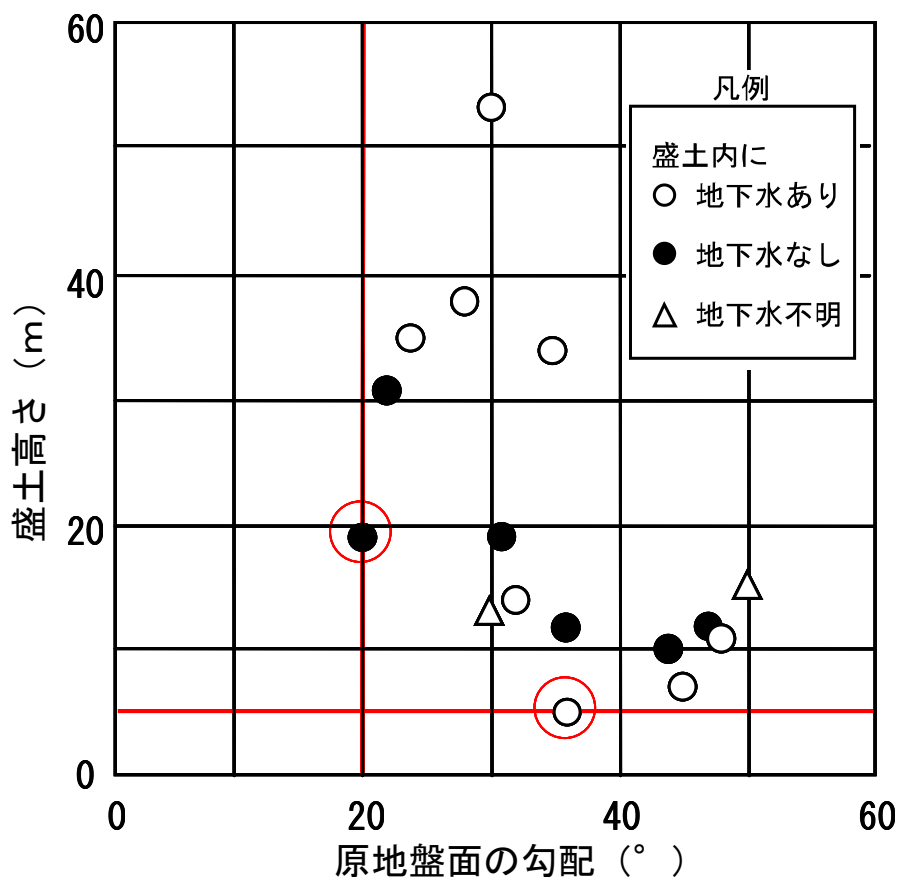 60
40
20
0
盛土高さ（m）
凡例
盛土内に
○ 地下水あり
● 地下水なし
△ 地下水不明
0 20 40 60
原地盤面の勾配（°）